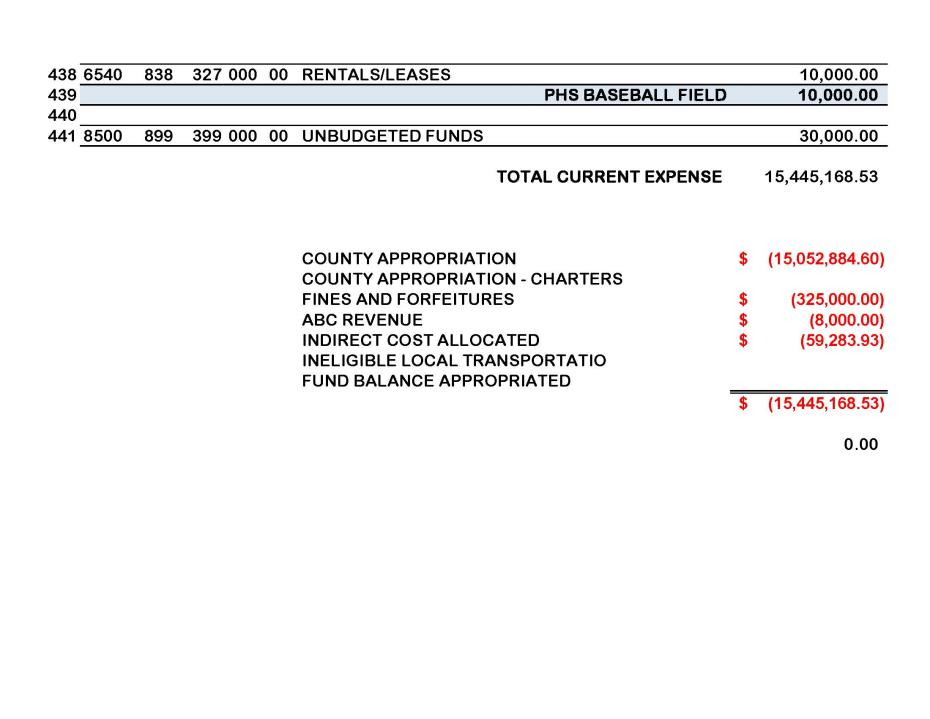 438 6540 838 327 000 00 RENTALS/LEASES 10,000.00
439 PHS BASEBALL FIELD 10,000.00
440
441 8500 899 399 000 00 UNBUDGETED FUNDS 30,000.00
TOTAL CURRENT EXPENSE 15,445,168.53
COUNTY APPROPRIATION $ (15,052,884.60)
COUNTY APPROPRIATION - CHARTERS
FINES AND FORFEITURES $ (325,000.00)
ABC REVENUE $ (8,000.00)
INDIRECT COST ALLOCATED $ (59,283.93)
INELIGIBLE LOCAL TRANSPORTATIO
FUND BALANCE APPROPRIATED
$ (15,445,168.53)
0.00